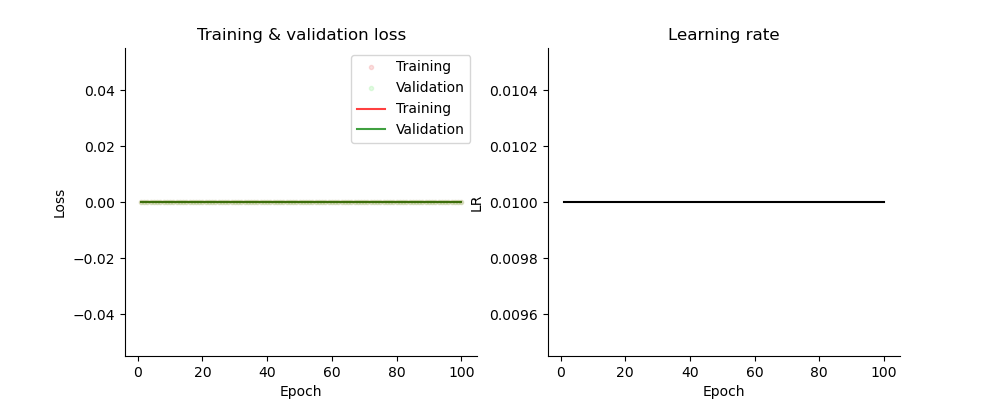 Training & validation loss
Training
Validation
Training
Validation
0.04
0.02
0.00
−0.02
−0.04
Loss
0 20 40 60 80 100
Epoch
Learning rate
0.0104
0.0102
0.0100
0.0098
0.0096
LR
0 20 40 60 80 100
Epoch